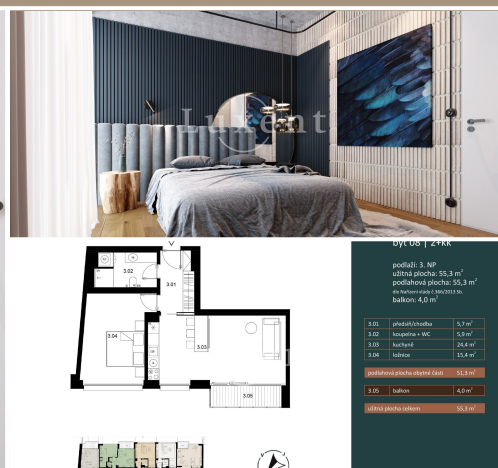 Luxent
byt 08 | 2+kk
podlaží: 3. NP
užitná plocha: 55,3 m²
podlahová plocha: 55,3 m²
dle Nařízení vlády č.366/2013 Sb.
balkon: 4,0 m²
3.01 předsíň/chodba 5,7 m²
3.02 koupelna + WC 5,9 m²
3.03 kuchyně 24,4 m²
3.04 ložnice 15,4 m²
podlahová plocha obytné části 51,3 m²
3.05 balkon 4,0 m²
užitná plocha celkem 55,3 m²
3.02
3.01
3.04
3.03
3.05